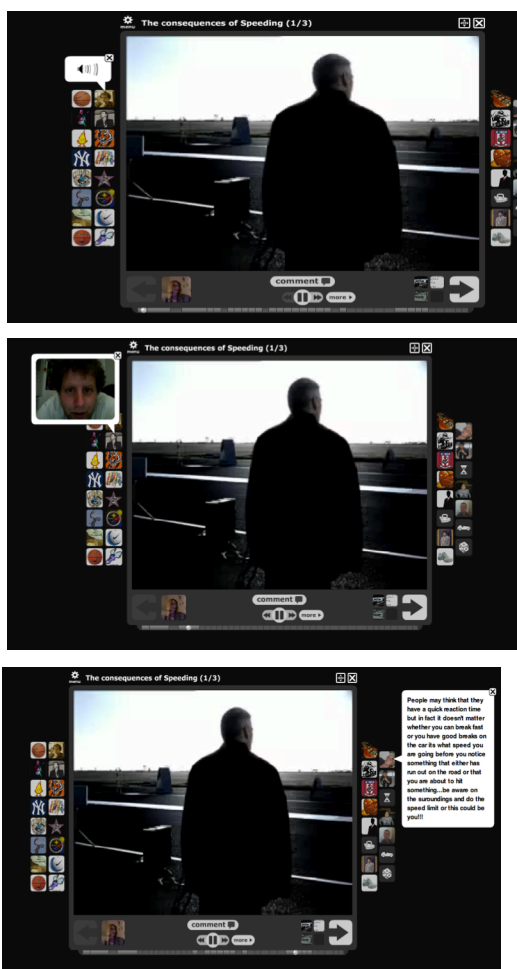 menu
The consequences of Speeding (1/3)
comment
more
menu
The consequences of Speeding (1/3)
comment
more
menu
The consequences of Speeding (1/3)
People may think that they
have a quick reaction time
but in fact it doesn't matter
whether you can break fast
or you have good breaks on
the car its what speed you
are going before you notice
something that either has
run out on the road or that
you are about to hit
something...be aware on
the suroundings and do the
speed limit or this could be
you!!!
comment
more